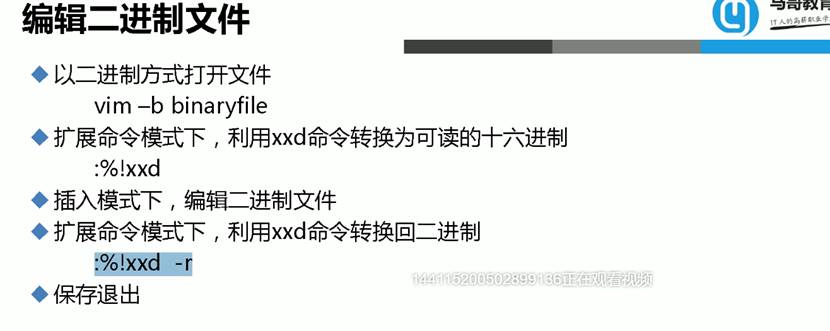 编辑二进制文件
马哥教育
IT人的高薪职业学
以二进制方式打开文件
vim –b binaryfile
扩展命令模式下，利用xxd命令转换为可读的十六进制
:%!xxd
插入模式下，编辑二进制文件
扩展命令模式下，利用xxd命令转换回二进制
:%!xxd -r
144115200502899136正在观看视频
保存退出